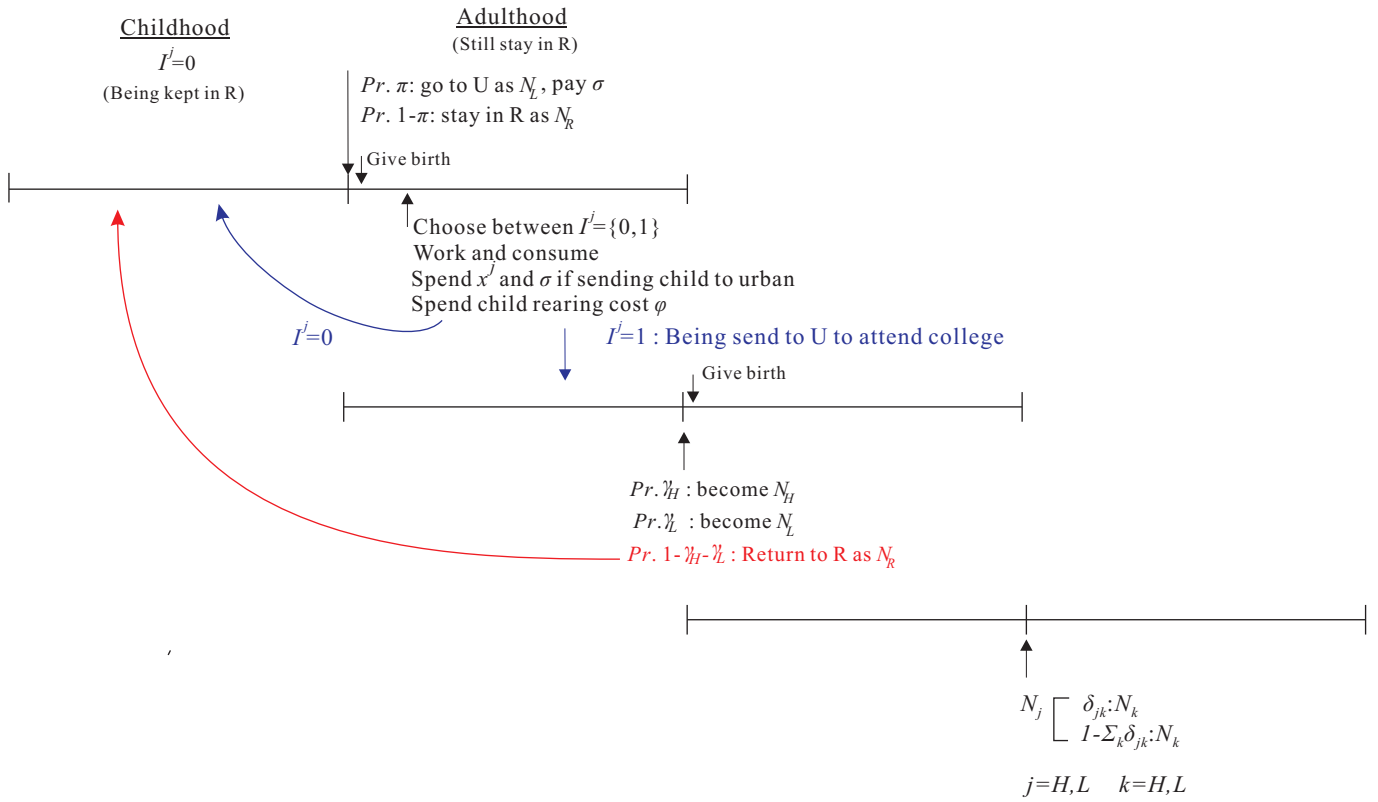 Childhood
I^j=0
(Being kept in R)
Adulthood
(Still stay in R)
Pr. π: go to U as N_L, pay σ
Pr. 1-π: stay in R as N_R
Give birth
Choose between I^j={0,1}
Work and consume
Spend x^j and σ if sending child to urban
Spend child rearing cost φ
I^j=0
I^j=1 : Being send to U to attend college
Give birth
Pr. γ_H : become N_H
Pr. γ_L : become N_L
Pr. 1-γ_H-γ_L : Return to R as N_R
,
N_j
δ_jk:N_k
1-Σ_kδ_jk:N_k
j=H,L k=H,L